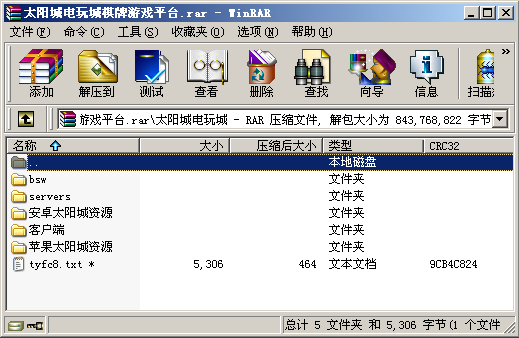 太阳城电玩城棋牌游戏平台.rar - WinRAR
文件(F) 命令(C) 工具(S) 收藏夹(O) 选项(N) 帮助(H)
添加 解压到 测试 查看 删除 查找 向导 信息 扫描 »
游戏平台.rar\太阳城电玩城 - RAR 压缩文件, 解包大小为 843,768,822 字节
名称 大小 压缩后大小 类型 CRC32
.. 本地磁盘
bsw 文件夹
servers 文件夹
安卓太阳城资源 文件夹
客户端 文件夹
苹果太阳城资源 文件夹
tyfc8.txt * 5,306 464 文本文档 9CB4C824
总计 5 文件夹 和 5,306 字节(1 个文件